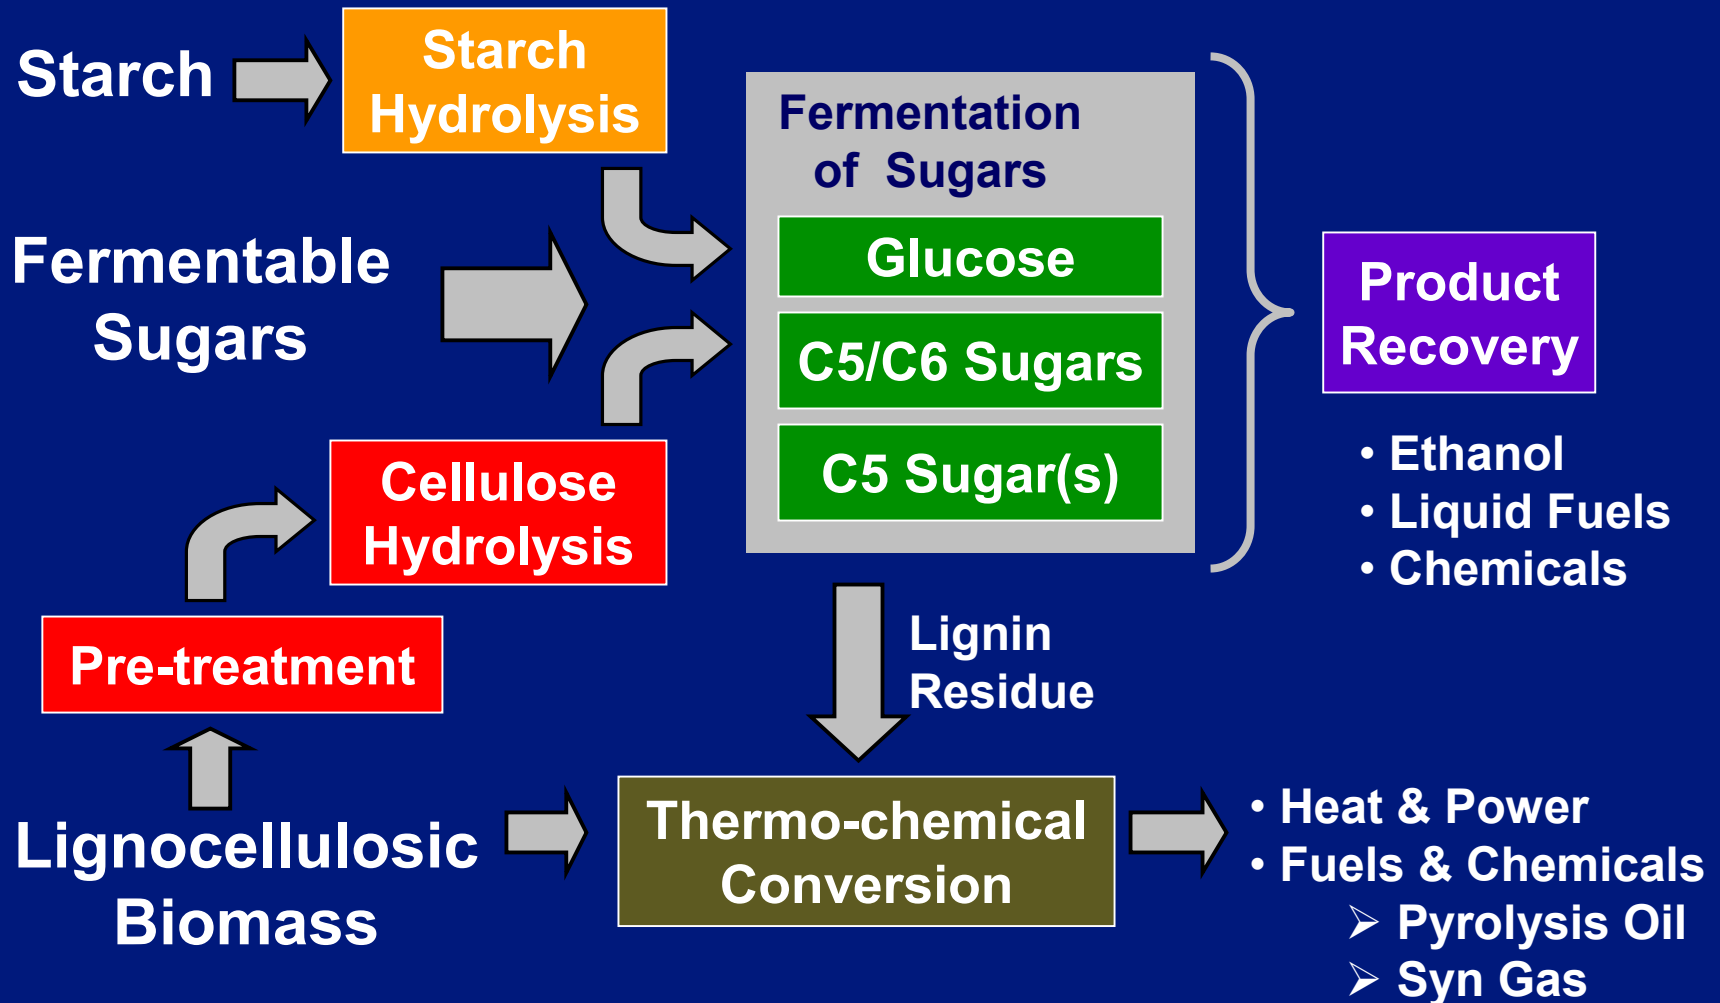 Starch
Starch
Hydrolysis
Fermentable
Sugars
Fermentation
of Sugars
Glucose
C5/C6 Sugars
C5 Sugar(s)
Product
Recovery
• Ethanol
• Liquid Fuels
• Chemicals
Cellulose
Hydrolysis
Pre-treatment
Lignin
Residue
Lignocellulosic
Biomass
Thermo-chemical
Conversion
• Heat & Power
• Fuels & Chemicals
➢ Pyrolysis Oil
➢ Syn Gas